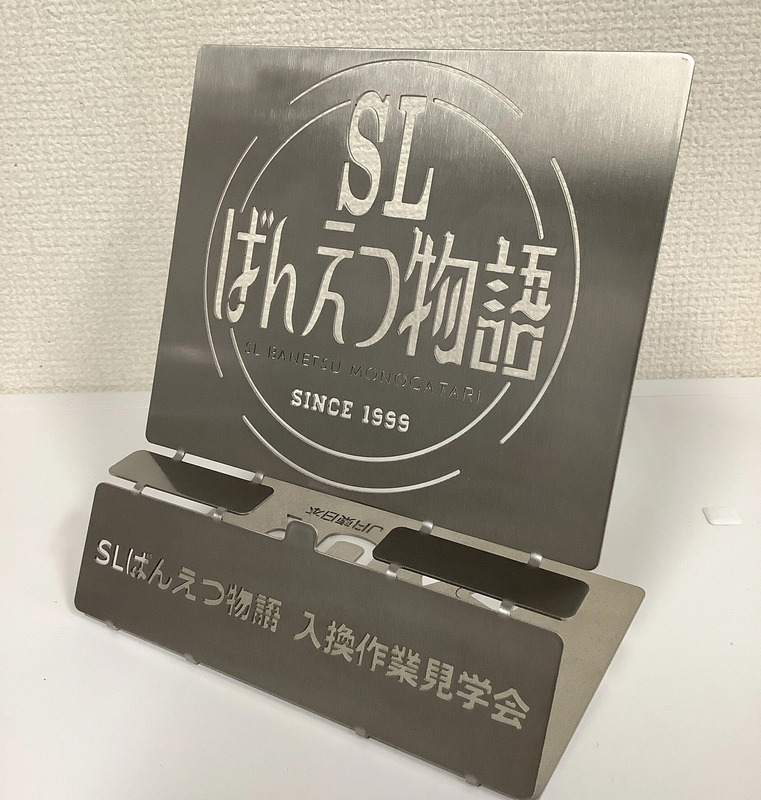 SL
ばんえつ物語
SL BANETSU MONOGATARI
SINCE 1999
JR東日本
SLばんえつ物語 入換作業見学会